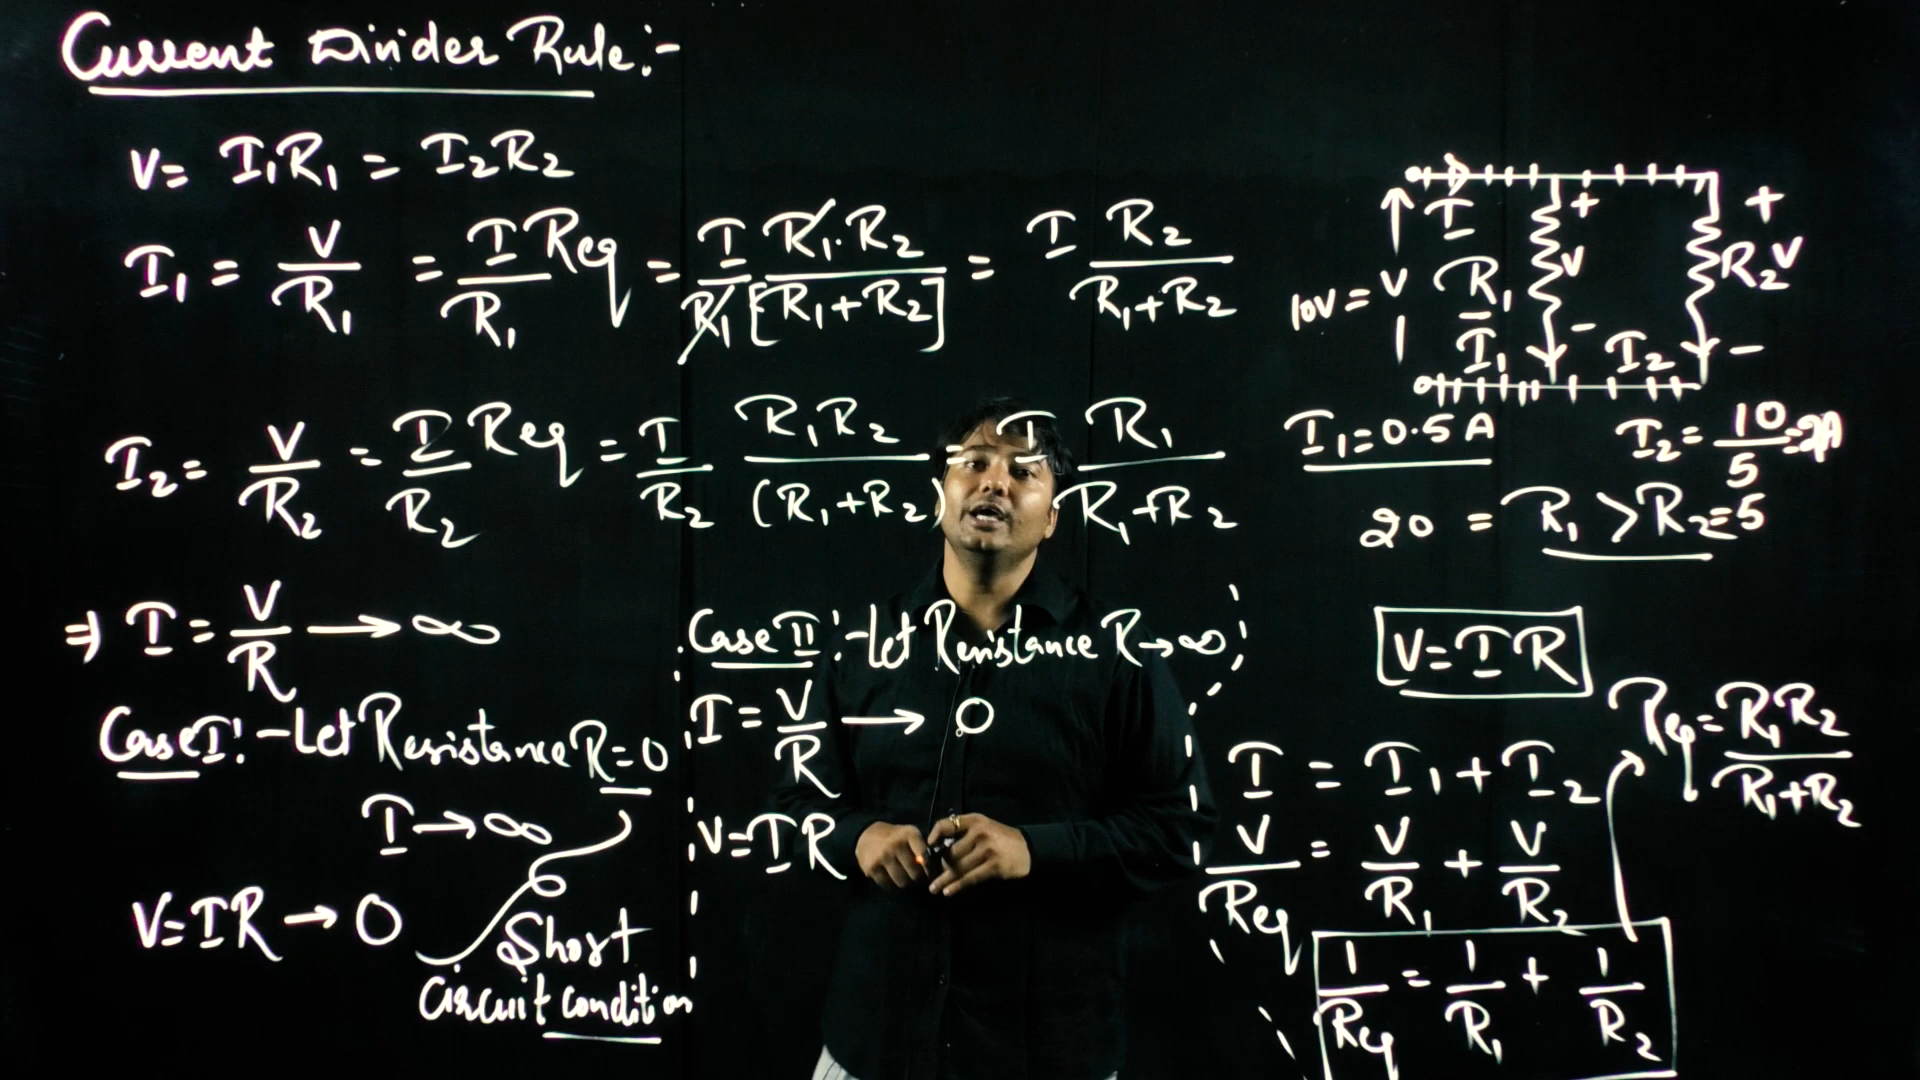 Current Divider Rule:-
V = I₁R₁ = I₂R₂
I₁ = V/R₁ = I Req/R₁ = I/R₁ R₁·R₂/[R₁+R₂] = I R₂/R₁+R₂
I₂ = V/R₂ = I Req/R₂ = I/R₂ R₁R₂/(R₁+R₂) = I R₁/R₁+R₂
⇒ I = V/R → ∞
Case I:- Let Resistance R=0
I → ∞
V=IR → 0
Short
circuit condition
Case II:- Let Resistance R → ∞
I = V/R → 0
V=IR
I
+
+
10V = V
R₁
V
R₂
V
I₁
-
I₂
-
I₁=0.5A
I₂ = 10/5 = 2A
20 = R₁ > R₂ = 5
V=IR
Req = R₁R₂/R₁+R₂
I = I₁ + I₂
V/Req = V/R₁ + V/R₂
1/Req = 1/R₁ + 1/R₂